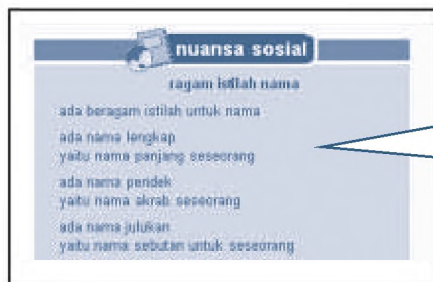 nuansa sosial
ragam istilah nama
ada beragam istilah untuk nama
ada nama lengkap
yaitu nama panjang seseorang
ada nama pendek
yaitu nama akrab seseorang
ada nama julukan
yaitu nama sebutan untuk seseorang